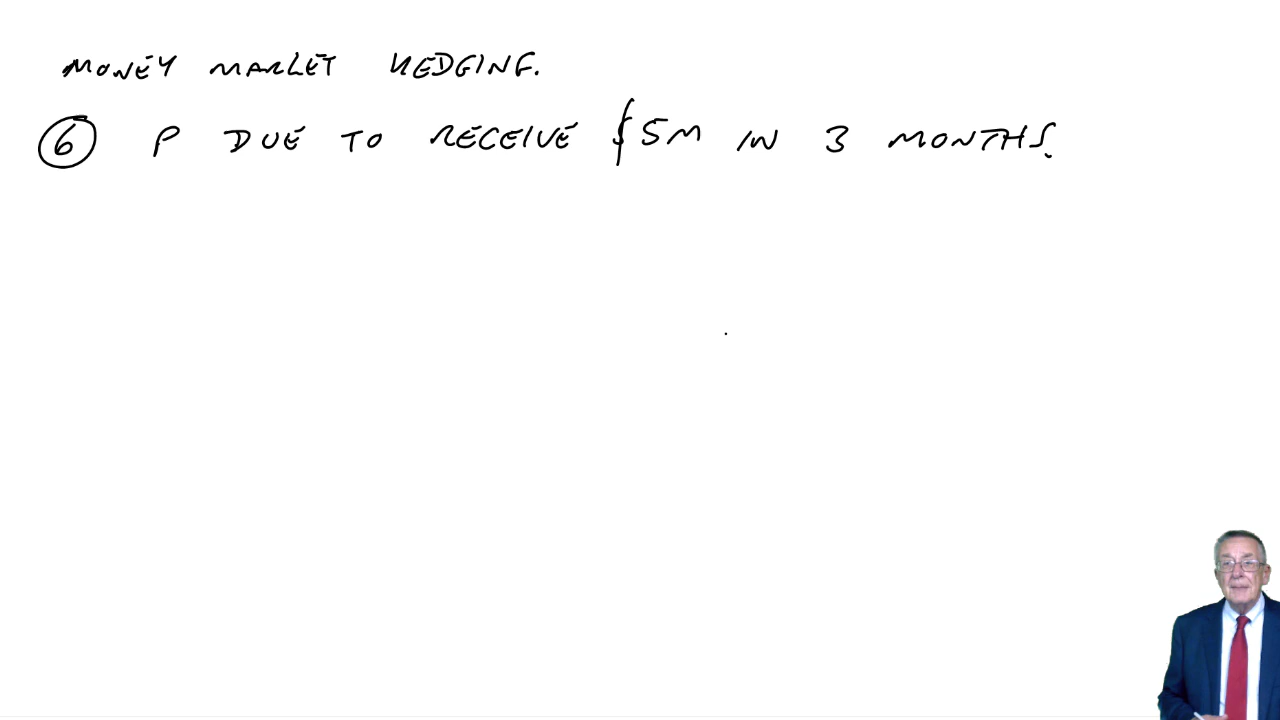 MONEY MARKET HEDGING.
⑥ P DUE TO RECEIVE $5M IN 3 MONTHS.